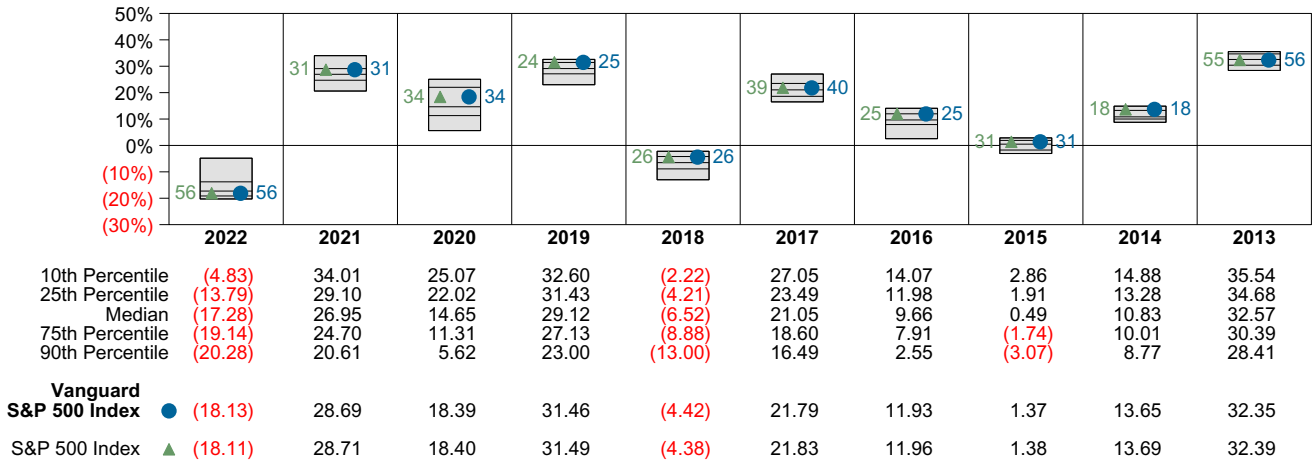 50%
40%
30%
20%
10%
0%
(10%)
(20%)
(30%)
56 56
31 31
34 34
24 25
26 26
39 40
25 25
31 31
18 18
55 56
2022 2021 2020 2019 2018 2017 2016 2015 2014 2013
10th Percentile (4.83) 34.01 25.07 32.60 (2.22) 27.05 14.07 2.86 14.88 35.54
25th Percentile (13.79) 29.10 22.02 31.43 (4.21) 23.49 11.98 1.91 13.28 34.68
Median (17.28) 26.95 14.65 29.12 (6.52) 21.05 9.66 0.49 10.83 32.57
75th Percentile (19.14) 24.70 11.31 27.13 (8.88) 18.60 7.91 (1.74) 10.01 30.39
90th Percentile (20.28) 20.61 5.62 23.00 (13.00) 16.49 2.55 (3.07) 8.77 28.41
Vanguard
S&P 500 Index (18.13) 28.69 18.39 31.46 (4.42) 21.79 11.93 1.37 13.65 32.35
S&P 500 Index (18.11) 28.71 18.40 31.49 (4.38) 21.83 11.96 1.38 13.69 32.39